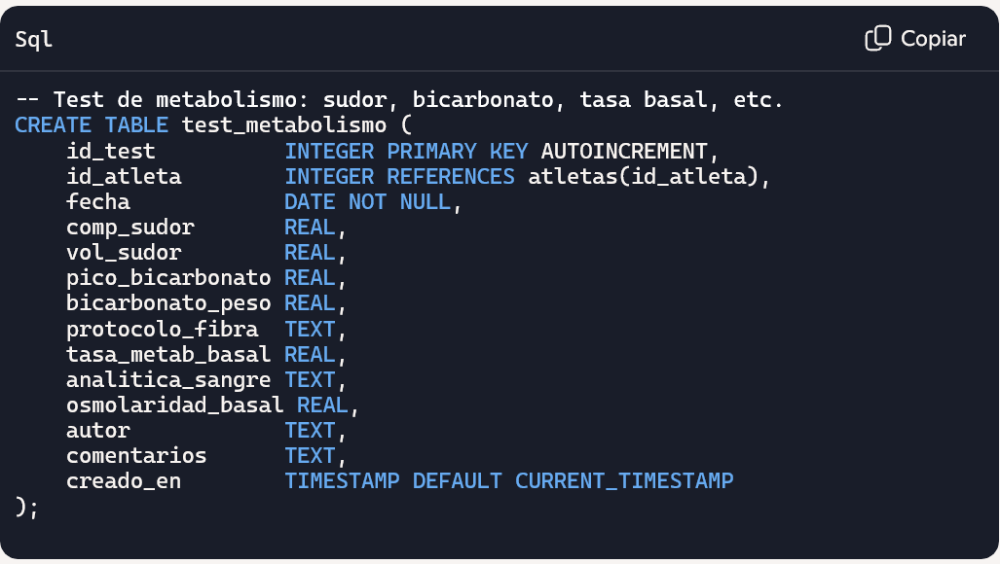 Sql
Copiar
-- Test de metabolismo: sudor, bicarbonato, tasa basal, etc.
CREATE TABLE test_metabolismo (
    id_test          INTEGER PRIMARY KEY AUTOINCREMENT,
    id_atleta        INTEGER REFERENCES atletas(id_atleta),
    fecha            DATE NOT NULL,
    comp_sudor       REAL,
    vol_sudor        REAL,
    pico_bicarbonato REAL,
    bicarbonato_peso REAL,
    protocolo_fibra  TEXT,
    tasa_metab_basal REAL,
    analitica_sangre TEXT,
    osmolaridad_basal REAL,
    autor            TEXT,
    comentarios      TEXT,
    creado_en        TIMESTAMP DEFAULT CURRENT_TIMESTAMP
);